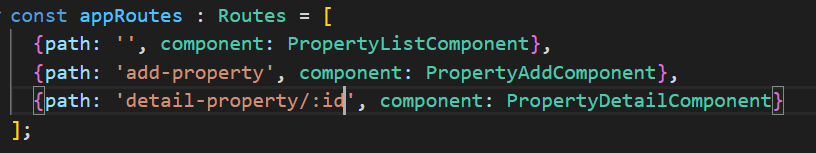 const appRoutes : Routes = [
{path: '', component: PropertyListComponent},
{path: 'add-property', component: PropertyAddComponent},
{path: 'detail-property/:id', component: PropertyDetailComponent}
];